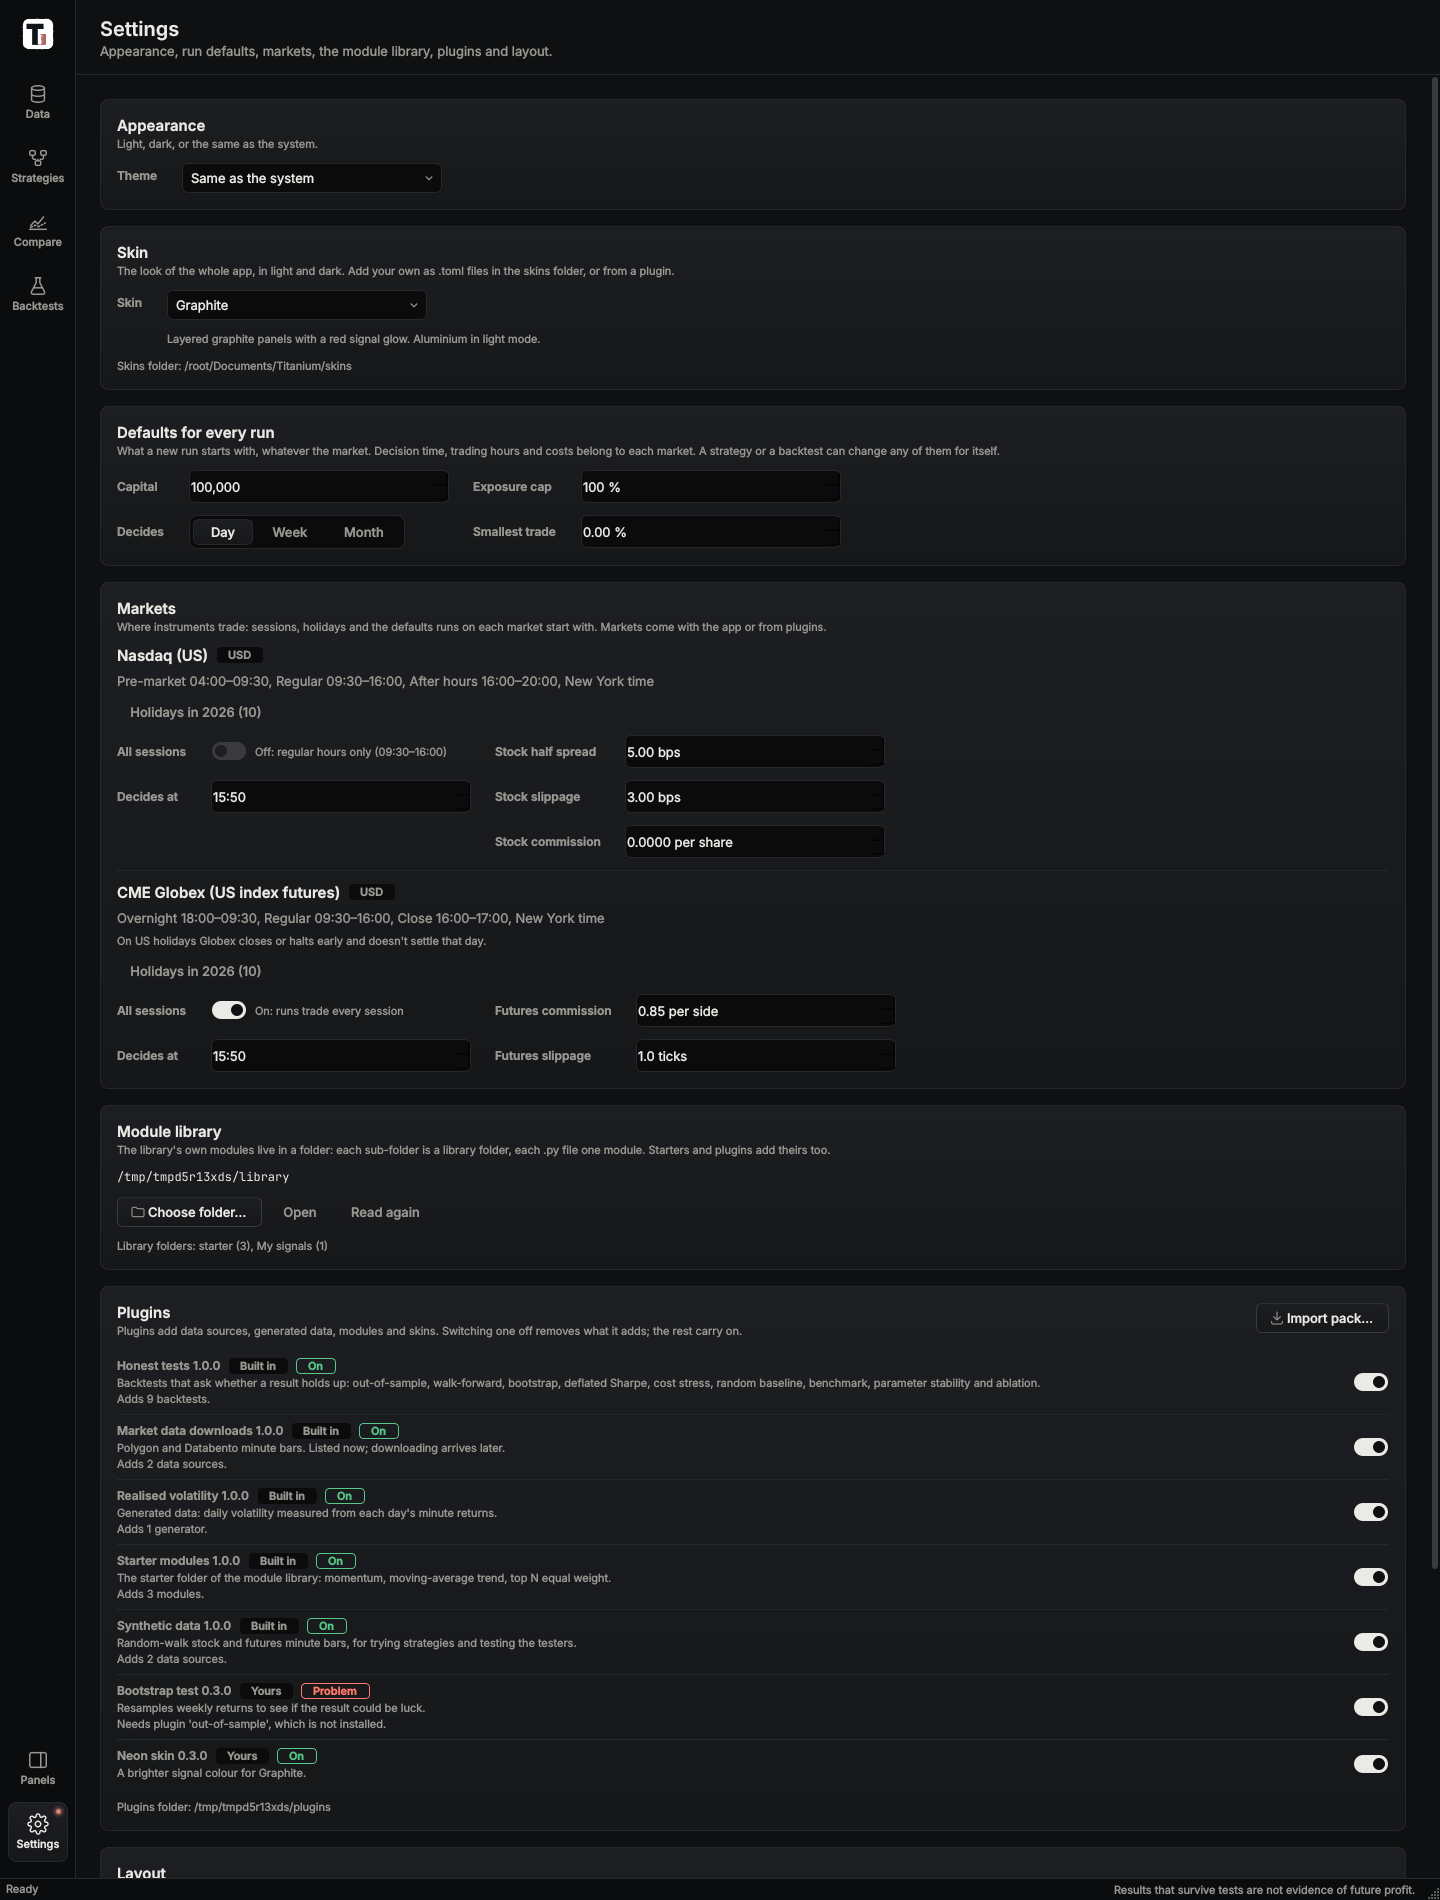 Ti
Settings
Appearance, run defaults, markets, the module library, plugins and layout.
Data
Strategies
Compare
Backtests
Appearance
Light, dark, or the same as the system.
Theme
Same as the system
Skin
The look of the whole app, in light and dark. Add your own as .toml files in the skins folder, or from a plugin.
Skin
Graphite
Layered graphite panels with a red signal glow. Aluminium in light mode.
Skins folder: /root/Documents/Titanium/skins
Defaults for every run
What a new run starts with, whatever the market. Decision time, trading hours and costs belong to each market. A strategy or a backtest can change any of them for itself.
Capital
100,000
Exposure cap
100 %
Decides
Day Week Month
Smallest trade
0.00 %
Markets
Where instruments trade: sessions, holidays and the defaults runs on each market start with. Markets come with the app or from plugins.
Nasdaq (US) USD
Pre-market 04:00–09:30, Regular 09:30–16:00, After hours 16:00–20:00, New York time
Holidays in 2026 (10)
All sessions
Off: regular hours only (09:30–16:00)
Stock half spread
5.00 bps
Decides at
15:50
Stock slippage
3.00 bps
Stock commission
0.0000 per share
CME Globex (US index futures) USD
Overnight 18:00–09:30, Regular 09:30–16:00, Close 16:00–17:00, New York time
On US holidays Globex closes or halts early and doesn't settle that day.
Holidays in 2026 (10)
All sessions
On: runs trade every session
Futures commission
0.85 per side
Decides at
15:50
Futures slippage
1.0 ticks
Module library
The library's own modules live in a folder: each sub-folder is a library folder, each .py file one module. Starters and plugins add theirs too.
/tmp/tmpd5r13xds/library
Choose folder...
Open
Read again
Library folders: starter (3), My signals (1)
Plugins
Plugins add data sources, generated data, modules and skins. Switching one off removes what it adds; the rest carry on.
Import pack...
Honest tests 1.0.0 Built in On
Backtests that ask whether a result holds up: out-of-sample, walk-forward, bootstrap, deflated Sharpe, cost stress, random baseline, benchmark, parameter stability and ablation.
Adds 9 backtests.
Market data downloads 1.0.0 Built in On
Polygon and Databento minute bars. Listed now; downloading arrives later.
Adds 2 data sources.
Realised volatility 1.0.0 Built in On
Generated data: daily volatility measured from each day's minute returns.
Adds 1 generator.
Starter modules 1.0.0 Built in On
The starter folder of the module library: momentum, moving-average trend, top N equal weight.
Adds 3 modules.
Synthetic data 1.0.0 Built in On
Random-walk stock and futures minute bars, for trying strategies and testing the testers.
Adds 2 data sources.
Bootstrap test 0.3.0 Yours Problem
Resamples weekly returns to see if the result could be luck.
Needs plugin 'out-of-sample', which is not installed.
Neon skin 0.3.0 Yours On
A brighter signal colour for Graphite.
Plugins folder: /tmp/tmpd5r13xds/plugins
Panels
Settings
Layout
Ready
Results that survive tests are not evidence of future profit.